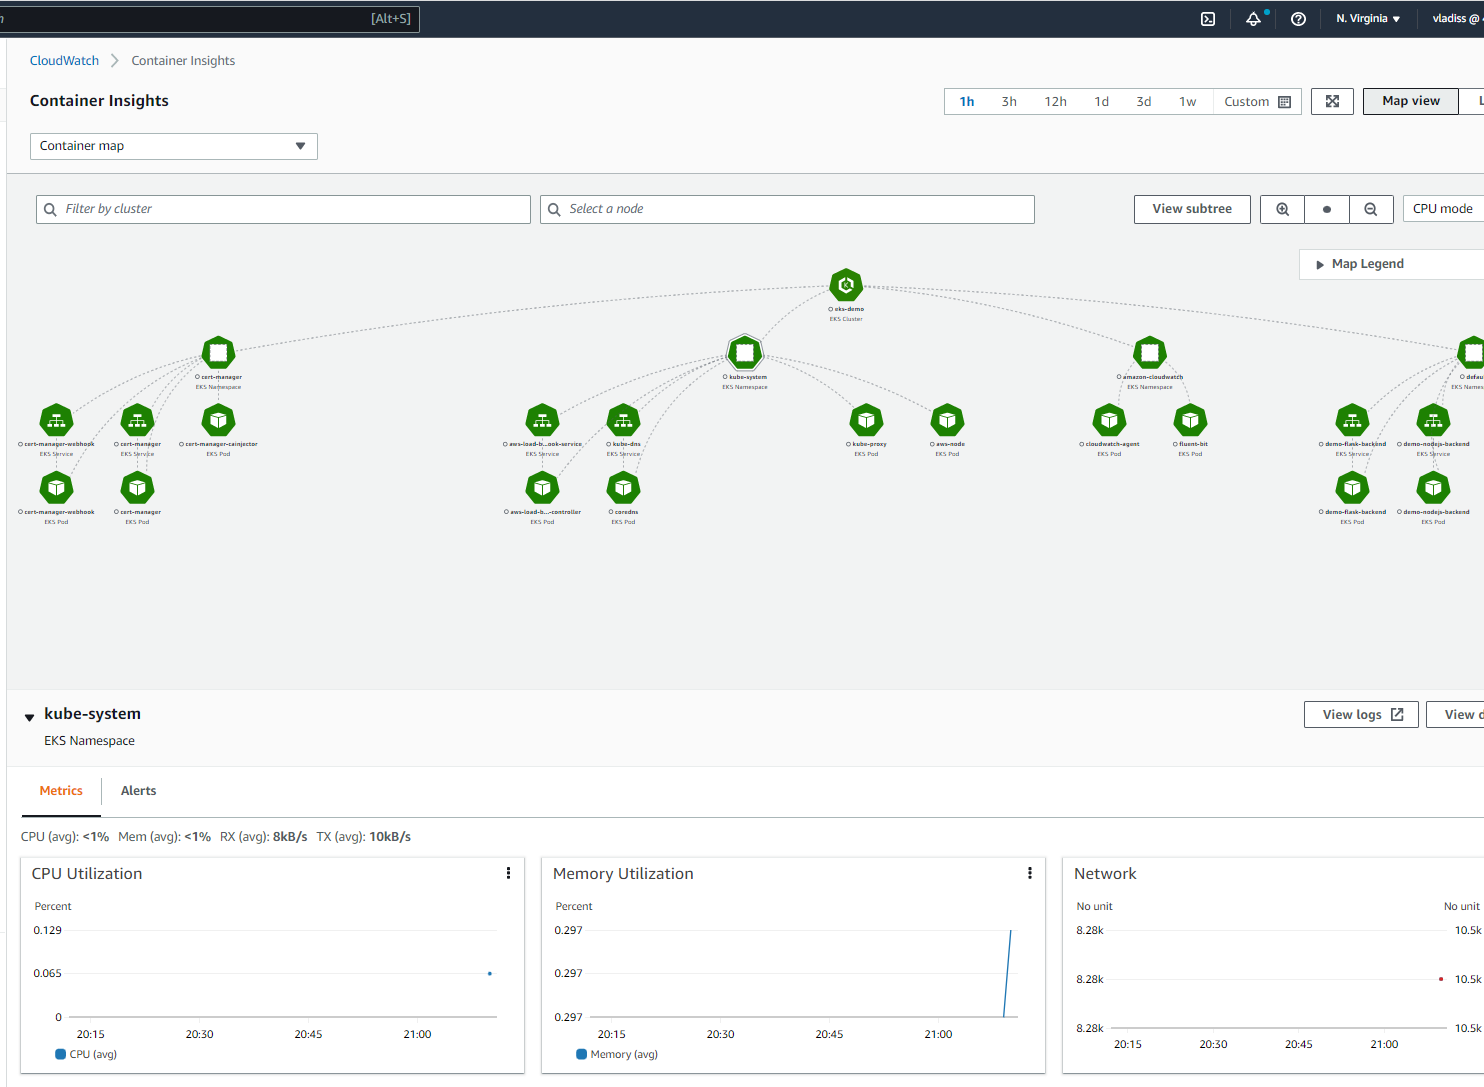 [Alt+S]
N. Virginia
vladiss @
CloudWatch
Container Insights
Container Insights
1h 3h 12h 1d 3d 1w Custom
Map view
Container map
Filter by cluster
Select a node
View subtree
CPU mode
Map Legend
eks-demo
EKS Cluster
cert-manager
EKS Namespace
kube-system
EKS Namespace
amazon-cloudwatch
EKS Namespace
defau
EKS Names
cert-manager-webhook
EKS Service
cert-manager
EKS Service
cert-manager-cainjector
EKS Pod
aws-load-b...ook-service
EKS Service
kube-dns
EKS Service
kube-proxy
EKS Pod
aws-node
EKS Pod
cloudwatch-agent
EKS Pod
fluent-bit
EKS Pod
demo-flask-backend
EKS Service
demo-nodejs-backend
EKS Service
cert-manager-webhook
EKS Pod
cert-manager
EKS Pod
aws-load-b...-controller
EKS Pod
coredns
EKS Pod
demo-flask-backend
EKS Pod
demo-nodejs-backend
EKS Pod
kube-system
EKS Namespace
View logs
View d
Metrics
Alerts
CPU (avg): <1% Mem (avg): <1% RX (avg): 8kB/s TX (avg): 10kB/s
CPU Utilization
Percent
0.129
0.065
0
20:15 20:30 20:45 21:00
CPU (avg)
Memory Utilization
Percent
0.297
0.297
0.297
20:15 20:30 20:45 21:00
Memory (avg)
Network
No unit No unit
8.28k 10.5k
8.28k 10.5k
8.28k 10.5k
20:15 20:30 20:45 21:00